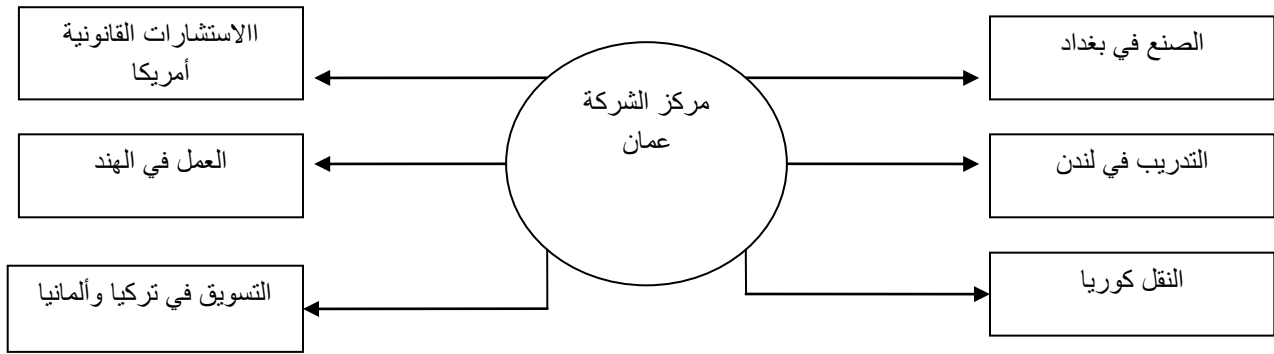 االاستشارات القانونية
أمريكا
الصنع في بغداد
مركز الشركة
عمان
العمل في الهند
التدريب في لندن
التسويق في تركيا وألمانيا
النقل كوريا